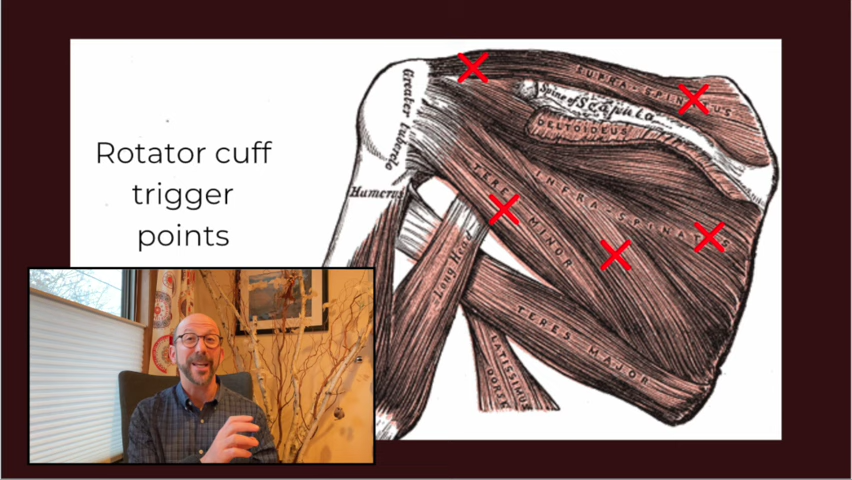 Rotator cuff
trigger
points
Greater tubercle
SUPRA-SPINATUS
Spine of Scapula
DELTOIDEUS
Humerus
INFRA-SPINATUS
TERES MINOR
Long Head
TERES MAJOR
LATISSIMUS
DORSI